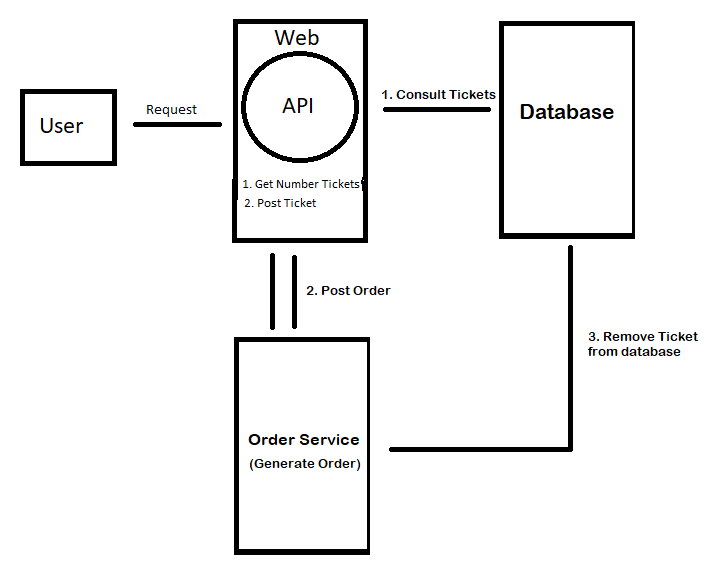 Web
API
1. Get Number Tickets
2. Post Ticket
User
Request
1. Consult Tickets
Database
2. Post Order
3. Remove Ticket
from database
Order Service
(Generate Order)